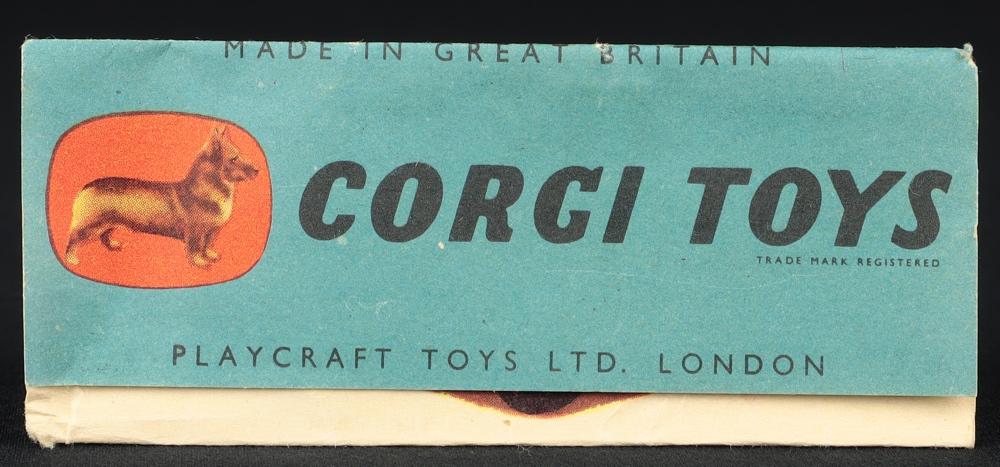 MADE IN GREAT BRITAIN
CORGI TOYS
TRADE MARK REGISTERED
PLAYCRAFT TOYS LTD. LONDON